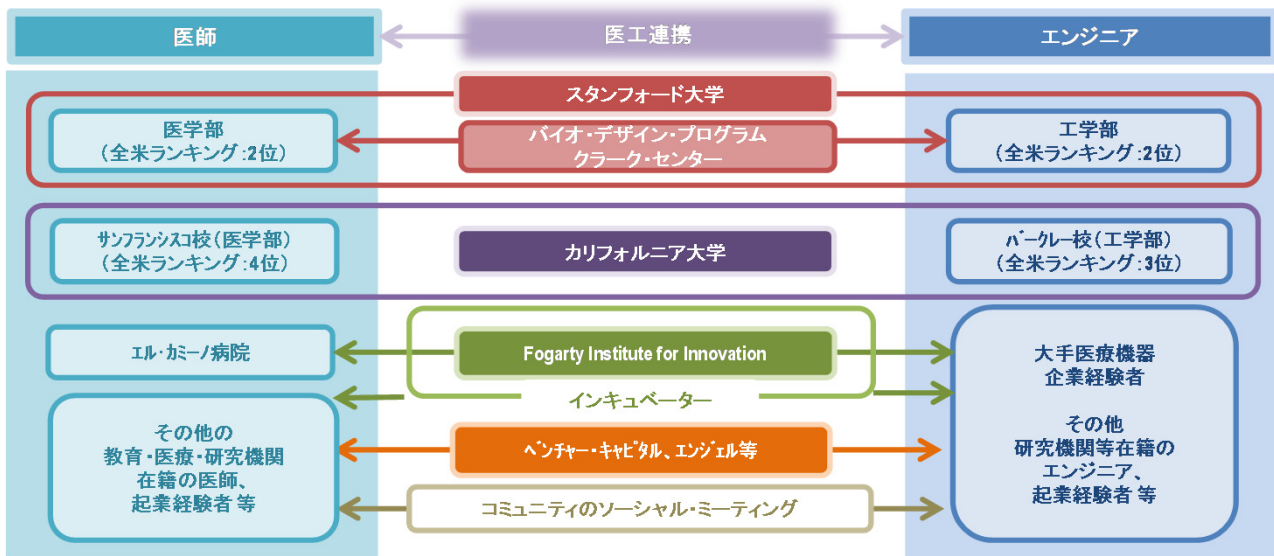 医師
医工連携
エンジニア
スタンフォード大学
医学部
(全米ランキング:2位)
バイオ・デザイン・プログラム
クラーク・センター
工学部
(全米ランキング:2位)
サンフランシスコ校(医学部)
(全米ランキング:4位)
カリフォルニア大学
バークレー校(工学部)
(全米ランキング:3位)
エル・カミーノ病院
Fogarty Institute for Innovation
インキュベーター
大手医療機器
企業経験者
その他
研究機関等在籍の
エンジニア、
起業経験者 等
その他の
教育・医療・研究機関
在籍の医師、
起業経験者 等
ベンチャー・キャピタル、エンジェル等
コミュニティのソーシャル・ミーティング